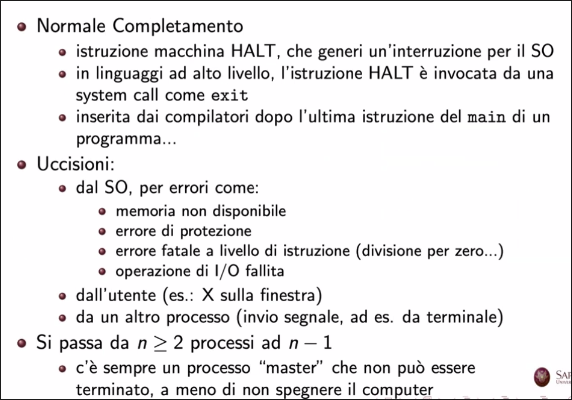 Normale Completamento
istruzione macchina HALT, che generi un'interruzione per il SO
in linguaggi ad alto livello, l'istruzione HALT è invocata da una
system call come exit
inserita dai compilatori dopo l'ultima istruzione del main di un
programma...
Uccisioni:
dal SO, per errori come:
memoria non disponibile
errore di protezione
errore fatale a livello di istruzione (divisione per zero...)
operazione di I/O fallita
dall'utente (es.: X sulla finestra)
da un altro processo (invio segnale, ad es. da terminale)
Si passa da n ≥ 2 processi ad n − 1
c'è sempre un processo "master" che non può essere
terminato, a meno di non spegnere il computer